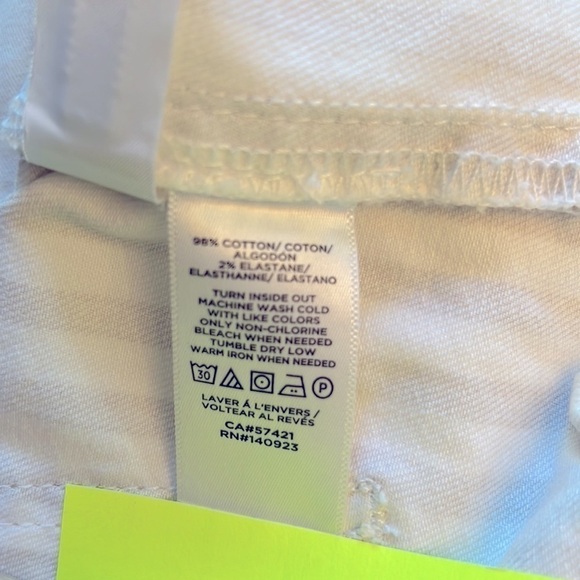 98% COTTON/ COTON/
ALGODÓN
2% ELASTANE/
ELASTHANNE/ ELASTANO
TURN INSIDE OUT
MACHINE WASH COLD
WITH LIKE COLORS
ONLY NON-CHLORINE
BLEACH WHEN NEEDED
TUMBLE DRY LOW
WARM IRON WHEN NEEDED
30 P
LAVER Á L'ENVERS /
VOLTEAR AL REVÉS
CA#57421
RN#140923